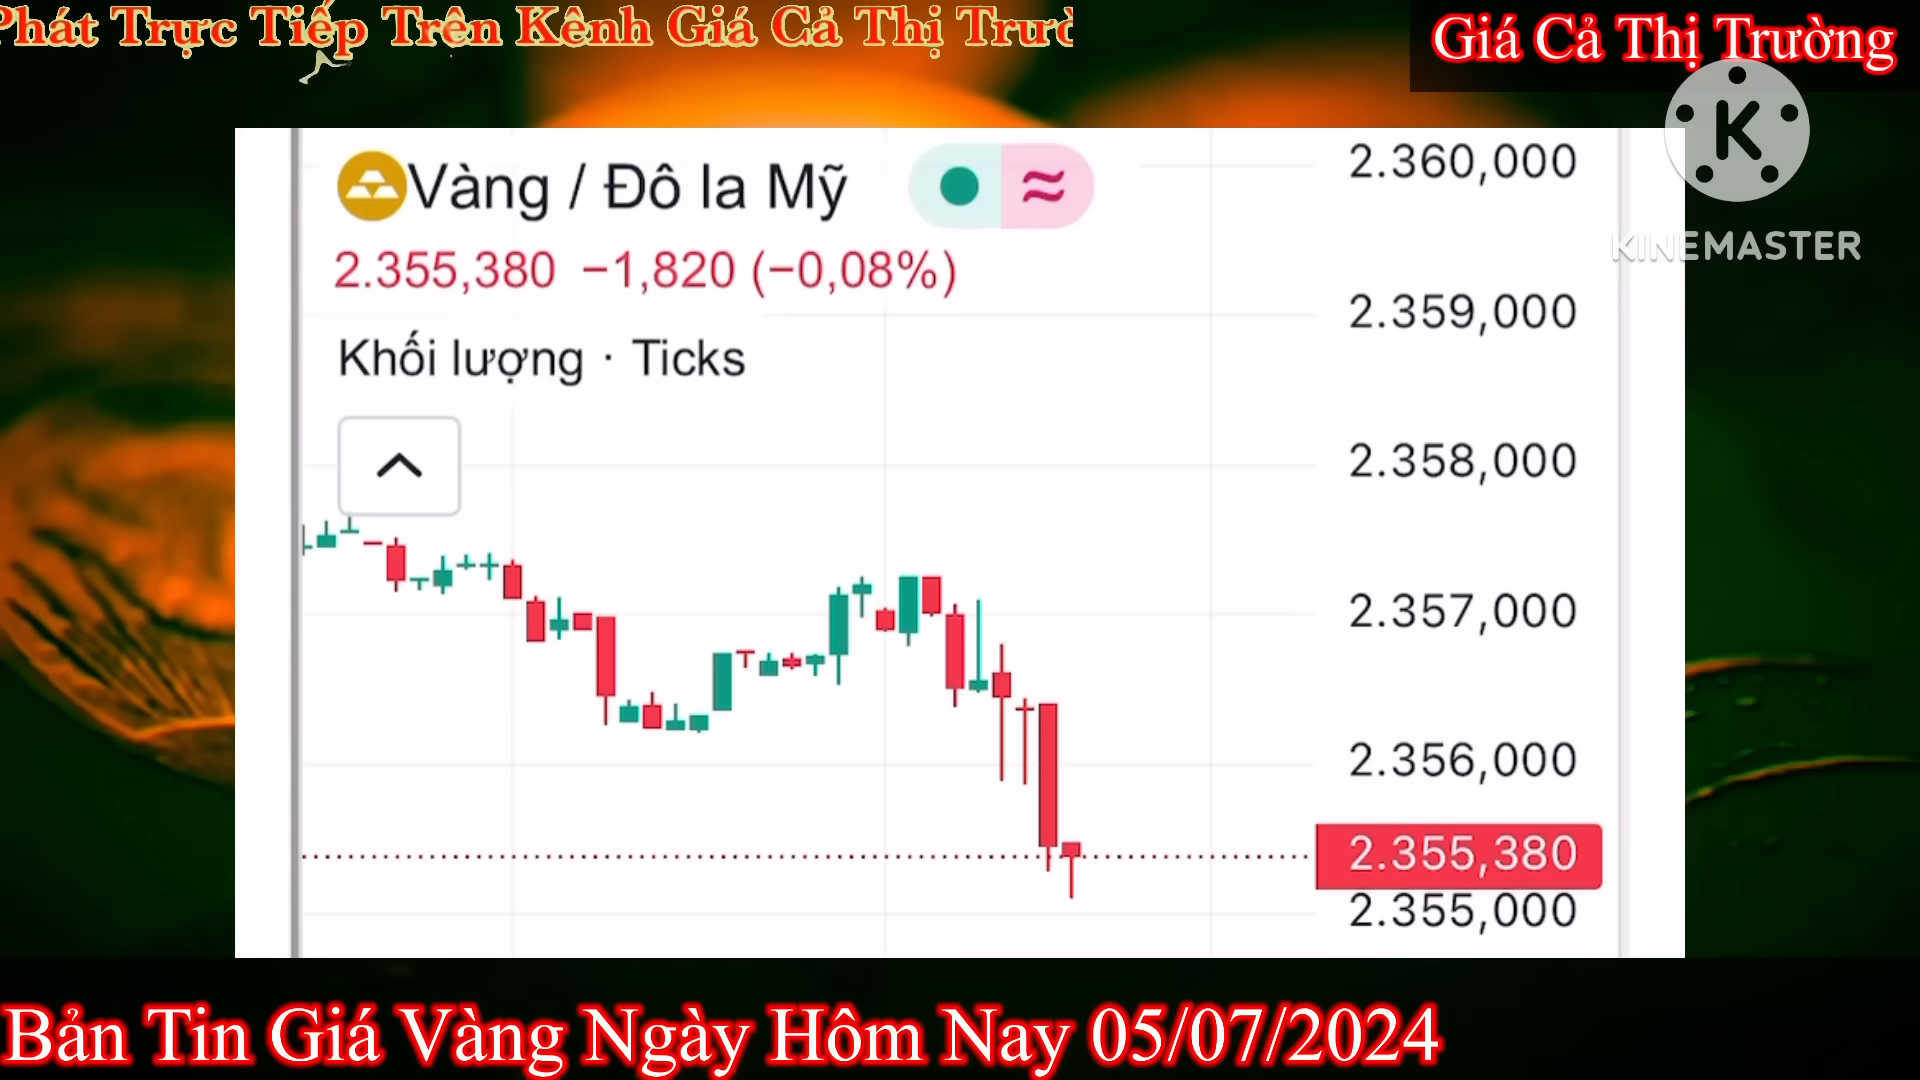 Phát Trực Tiếp Trên Kênh Giá Cả Thị Trườ
Giá Cả Thị Trường
K
KINEMASTER
Vàng / Đô la Mỹ
2.355,380 −1,820 (−0,08%)
Khối lượng · Ticks
2.360,000
2.359,000
2.358,000
2.357,000
2.356,000
2.355,380
2.355,000
Bản Tin Giá Vàng Ngày Hôm Nay 05/07/2024